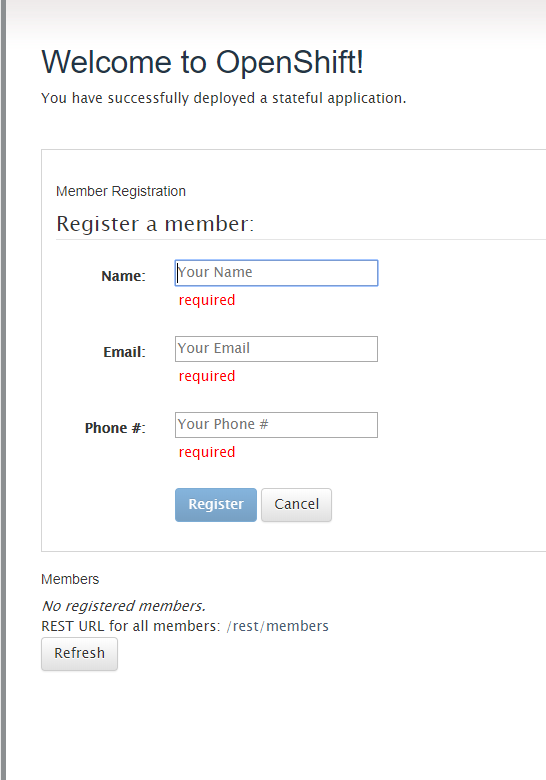 Welcome to OpenShift!
You have successfully deployed a stateful application.
Member Registration
Register a member:
Name: Your Name
required
Email: Your Email
required
Phone #: Your Phone #
required
Register Cancel
Members
No registered members.
REST URL for all members: /rest/members
Refresh